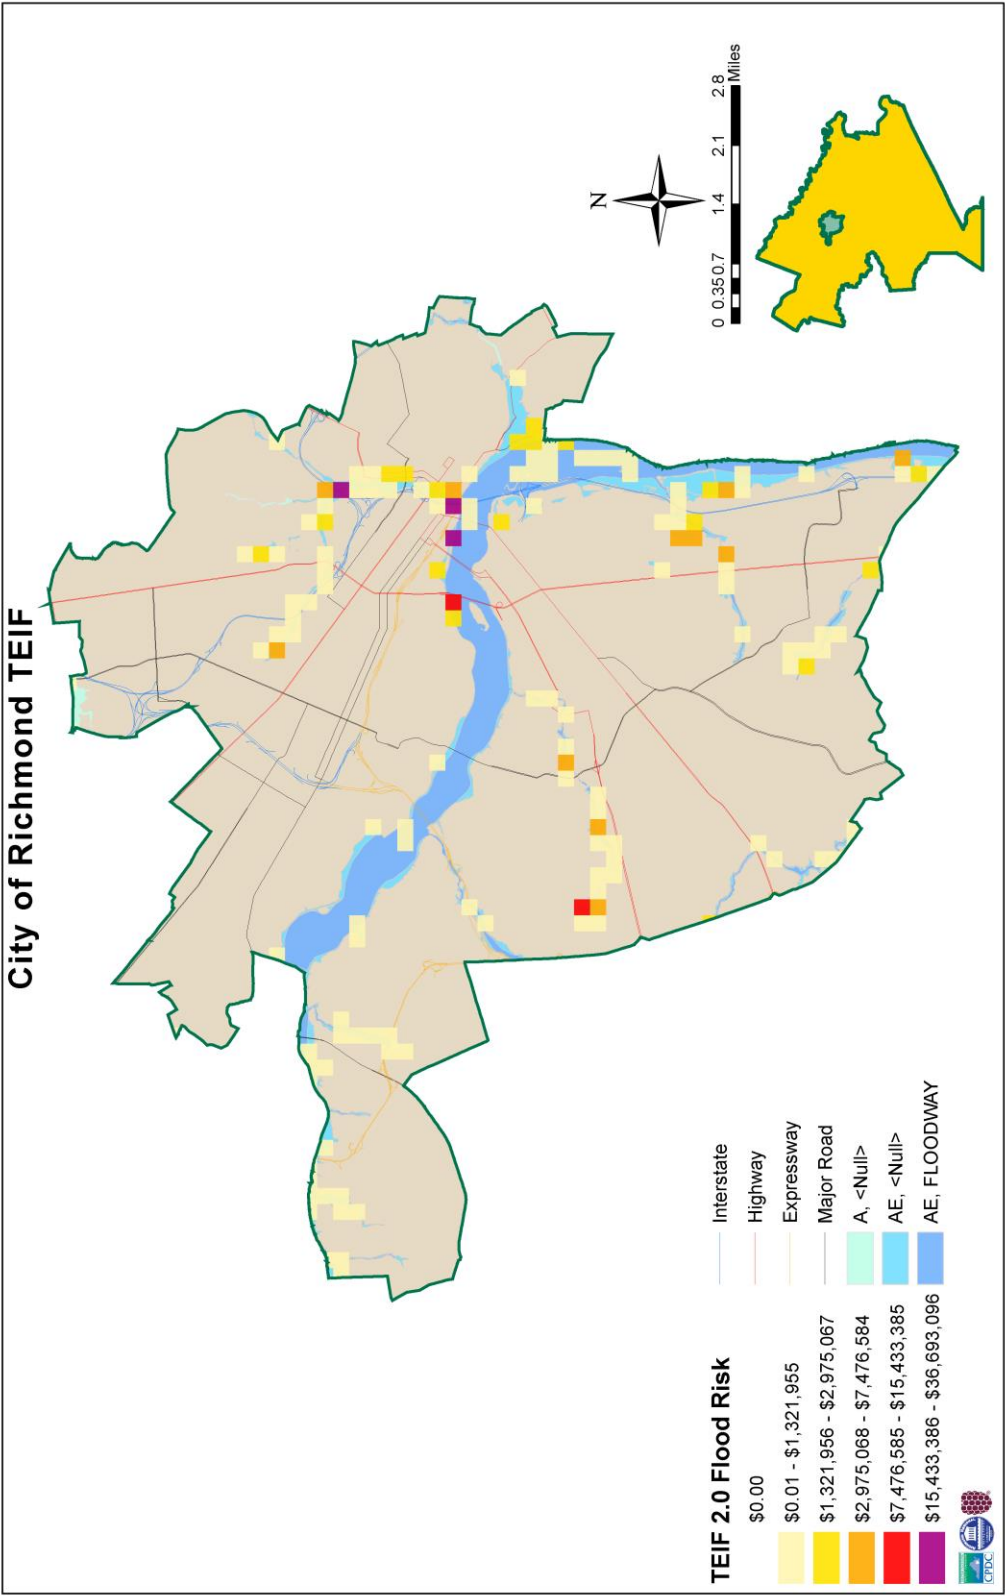 City of Richmond TEIF
N
0 0.35 0.7 1.4 2.1 2.8
Miles
TEIF 2.0 Flood Risk
$0.00
$0.01 - $1,321,955
$1,321,956 - $2,975,067
$2,975,068 - $7,476,584
$7,476,585 - $15,433,385
$15,433,386 - $36,693,096
Interstate
Highway
Expressway
Major Road
A, <Null>
AE, <Null>
AE, FLOODWAY
CPDC